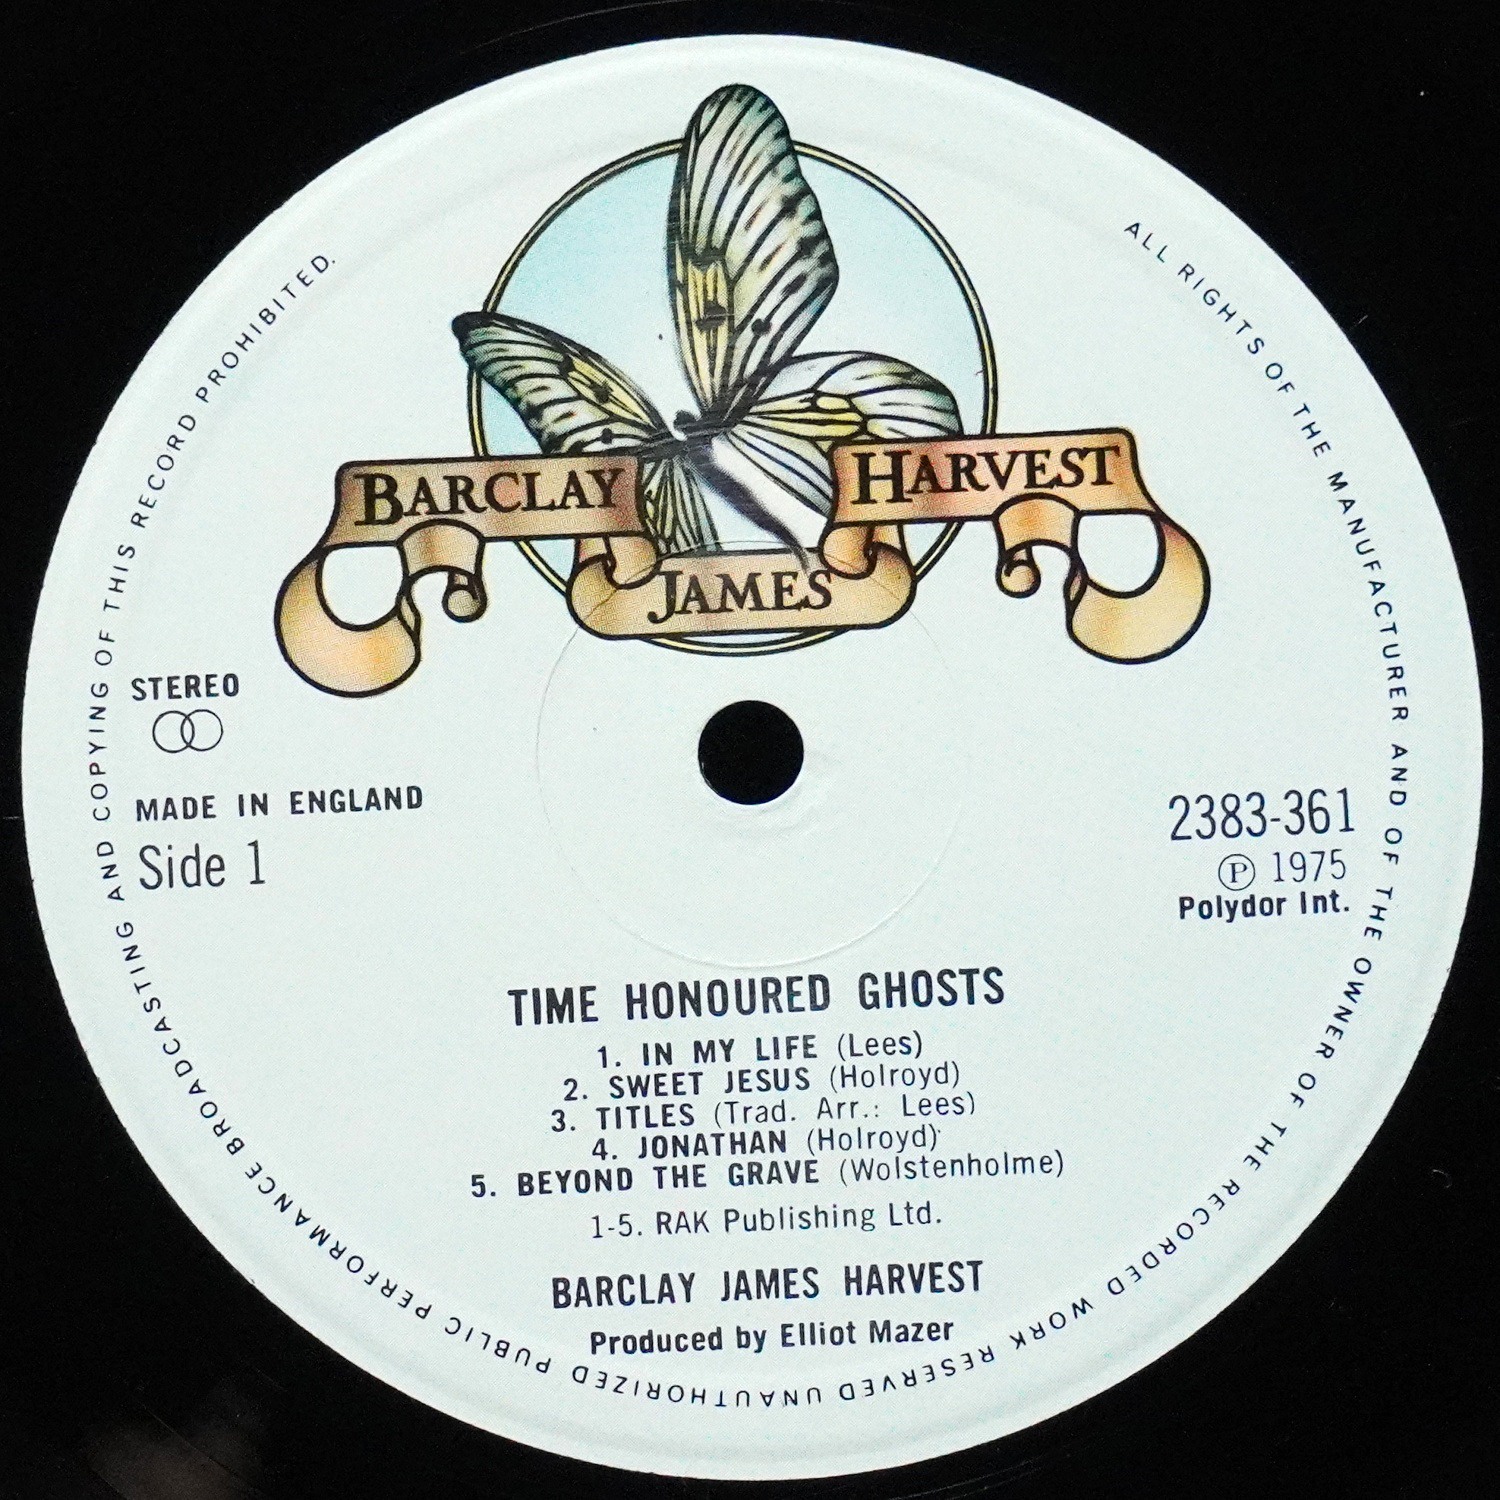 BARCLAY
JAMES
HARVEST
STEREO
MADE IN ENGLAND
Side 1
2383-361
Ⓟ 1975
Polydor Int.
TIME HONOURED GHOSTS
1. IN MY LIFE (Lees)
2. SWEET JESUS (Holroyd)
3. TITLES (Trad. Arr.: Lees)
4. JONATHAN (Holroyd)
5. BEYOND THE GRAVE (Wolstenholme)
1-5. RAK Publishing Ltd.
BARCLAY JAMES HARVEST
Produced by Elliot Mazer
ALL RIGHTS OF THE MANUFACTURER AND OF THE OWNER OF THE RECORDED WORK RESERVED UNAUTHORIZED PUBLIC PERFORMANCE BROADCASTING AND COPYING OF THIS RECORD PROHIBITED.